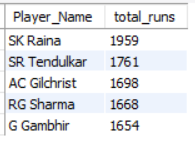 Player_Name total_runs
SK Raina 1959
SR Tendulkar 1761
AC Gilchrist 1698
RG Sharma 1668
G Gambhir 1654